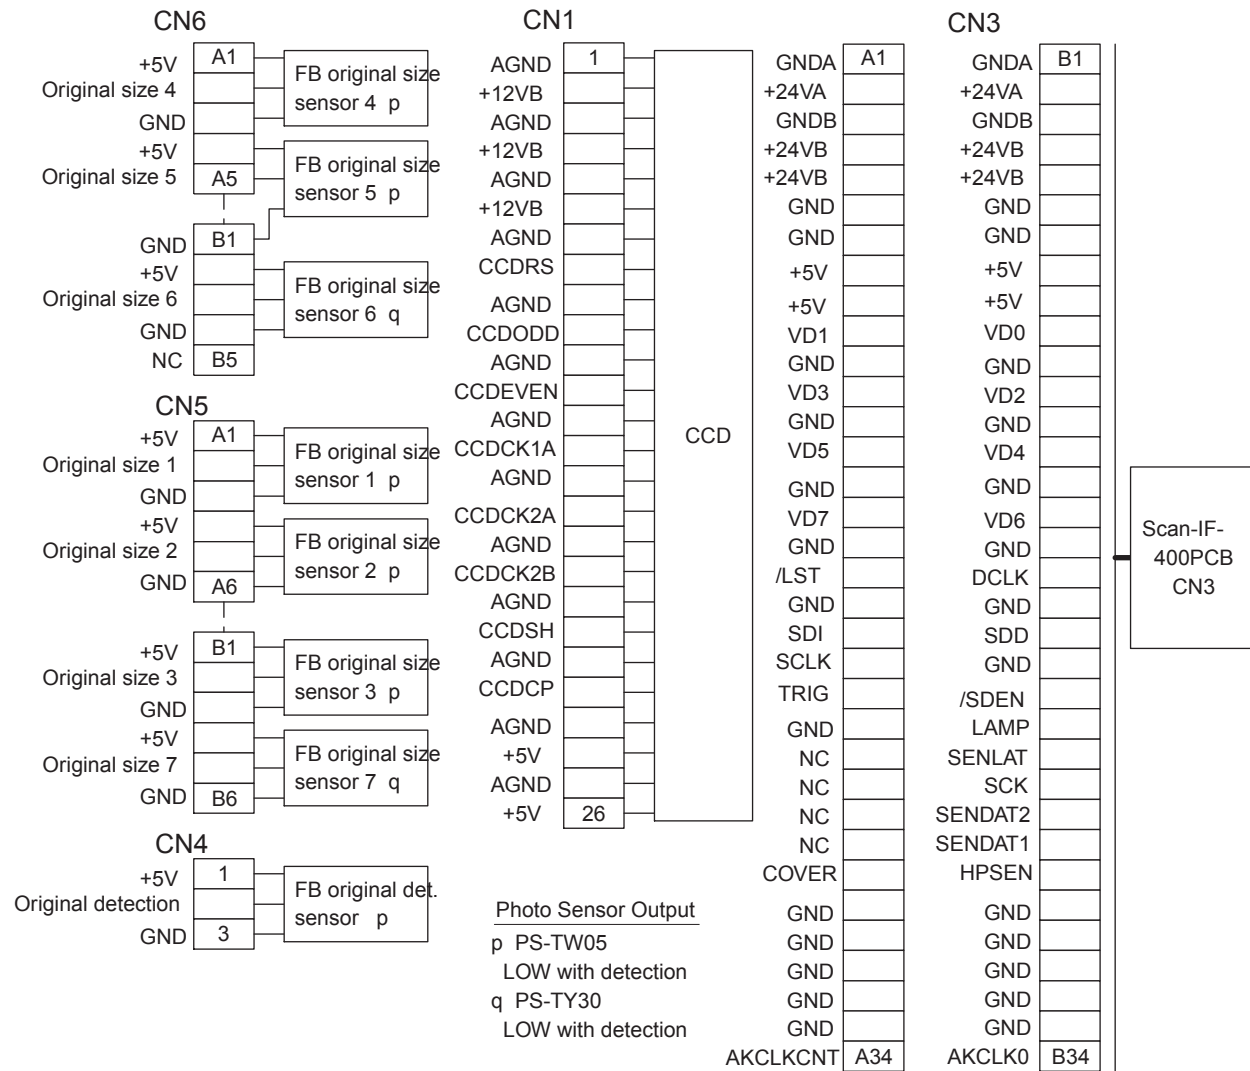 CN6
+5V
A1
Original size 4
GND
FB original size
sensor 4 p
+5V
Original size 5
A5
FB original size
sensor 5 p
GND
B1
+5V
Original size 6
GND
NC
B5
FB original size
sensor 6 q
CN5
+5V
A1
Original size 1
GND
FB original size
sensor 1 p
+5V
Original size 2
GND
A6
FB original size
sensor 2 p
+5V
B1
Original size 3
GND
FB original size
sensor 3 p
+5V
Original size 7
GND
B6
FB original size
sensor 7 q
CN4
+5V
1
Original detection
GND
3
FB original det.
sensor p
CN1
AGND
1
+12VB
AGND
+12VB
AGND
+12VB
AGND
CCDRS
AGND
CCDODD
AGND
CCDEVEN
AGND
CCDCK1A
AGND
CCDCK2A
AGND
CCDCK2B
AGND
CCDSH
AGND
CCDCP
AGND
+5V
AGND
+5V
26
CCD
Photo Sensor Output
p PS-TW05
LOW with detection
q PS-TY30
LOW with detection
CN3
GNDA
A1
+24VA
GNDB
+24VB
+24VB
GND
GND
+5V
+5V
VD1
GND
VD3
GND
VD5
GND
VD7
GND
/LST
GND
SDI
SCLK
TRIG
GND
NC
NC
NC
NC
COVER
GND
GND
GND
GND
GND
AKCLKCNT
A34
GNDA
B1
+24VA
GNDB
+24VB
+24VB
GND
GND
+5V
+5V
VD0
GND
VD2
GND
VD4
GND
VD6
GND
DCLK
GND
SDD
GND
/SDEN
LAMP
SENLAT
SCK
SENDAT2
SENDAT1
HPSEN
GND
GND
GND
GND
GND
AKCLK0
B34
Scan-IF-
400PCB
CN3